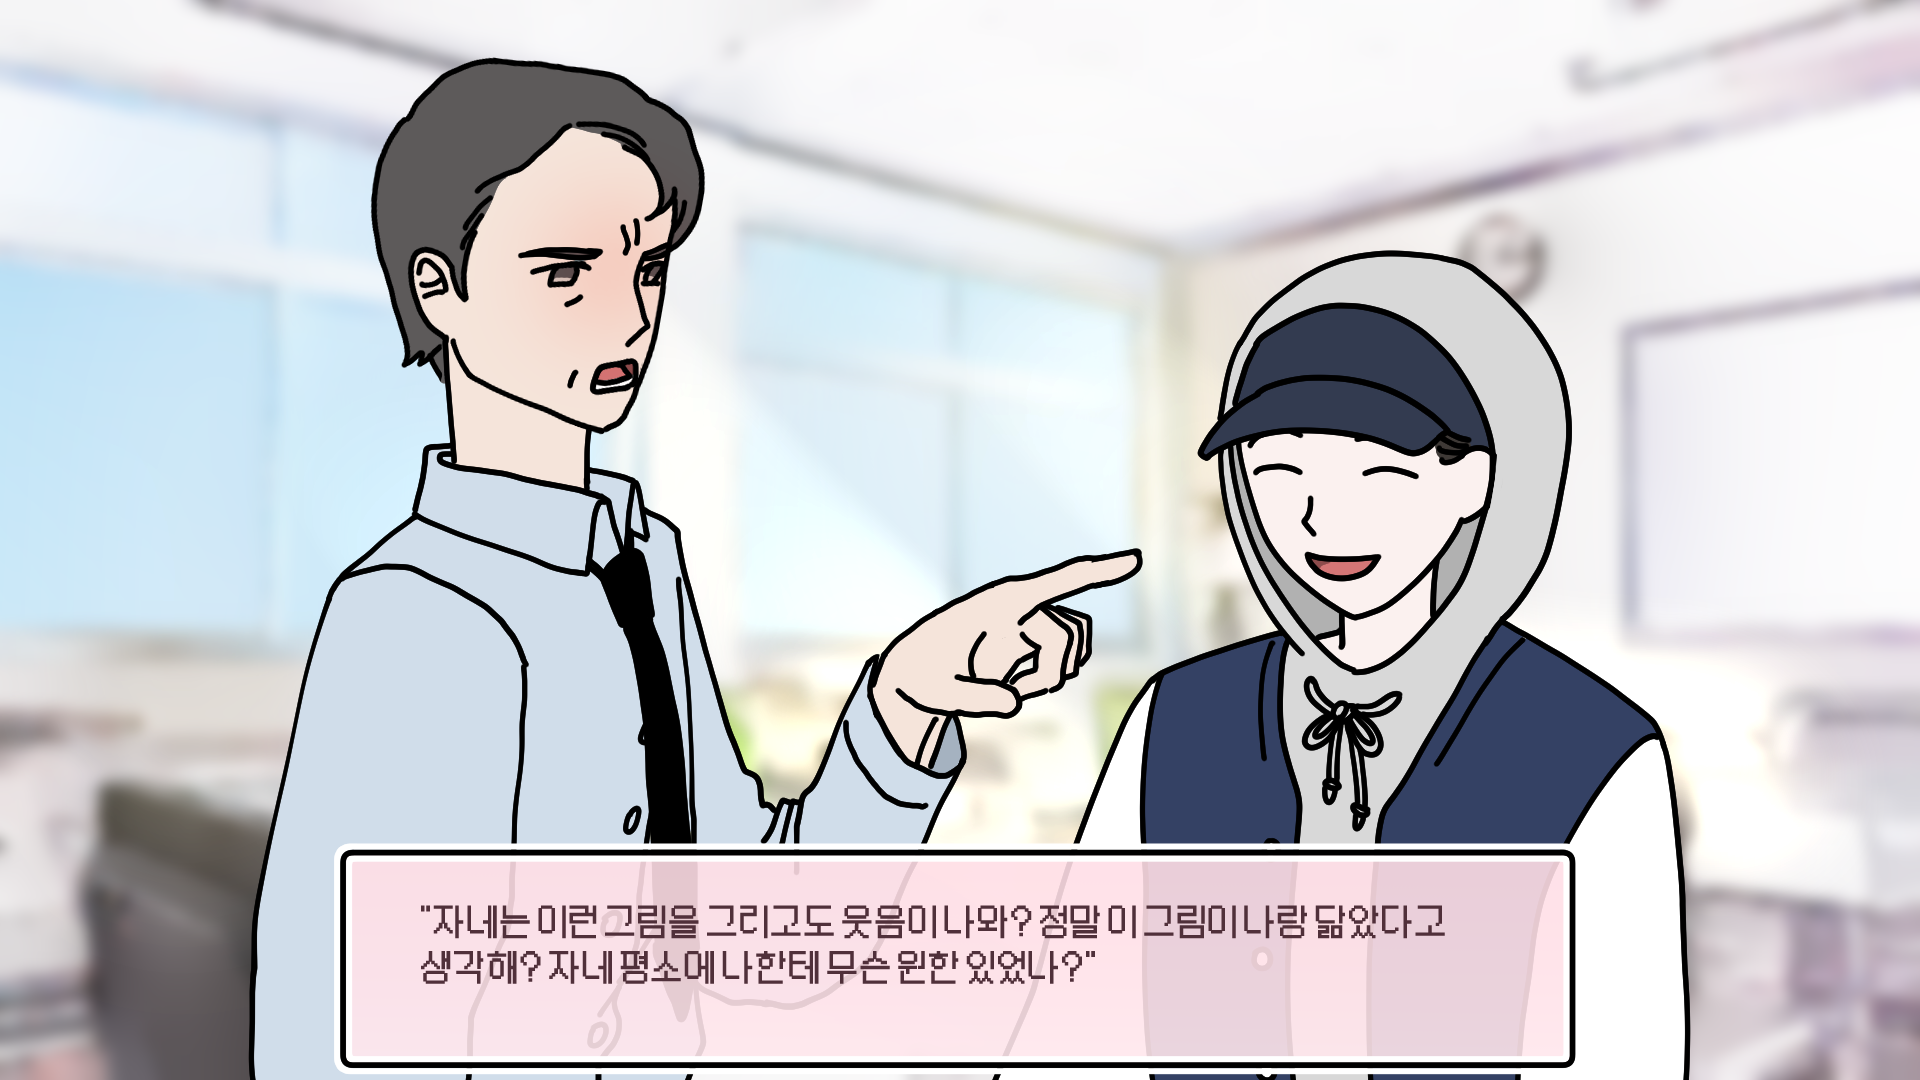 "자네는 이런 그림을 그리고도 웃음이 나와? 정말 이 그림이 나랑 닮았다고
생각해? 자네 평소에 나한테 무슨 원한 있었나?"